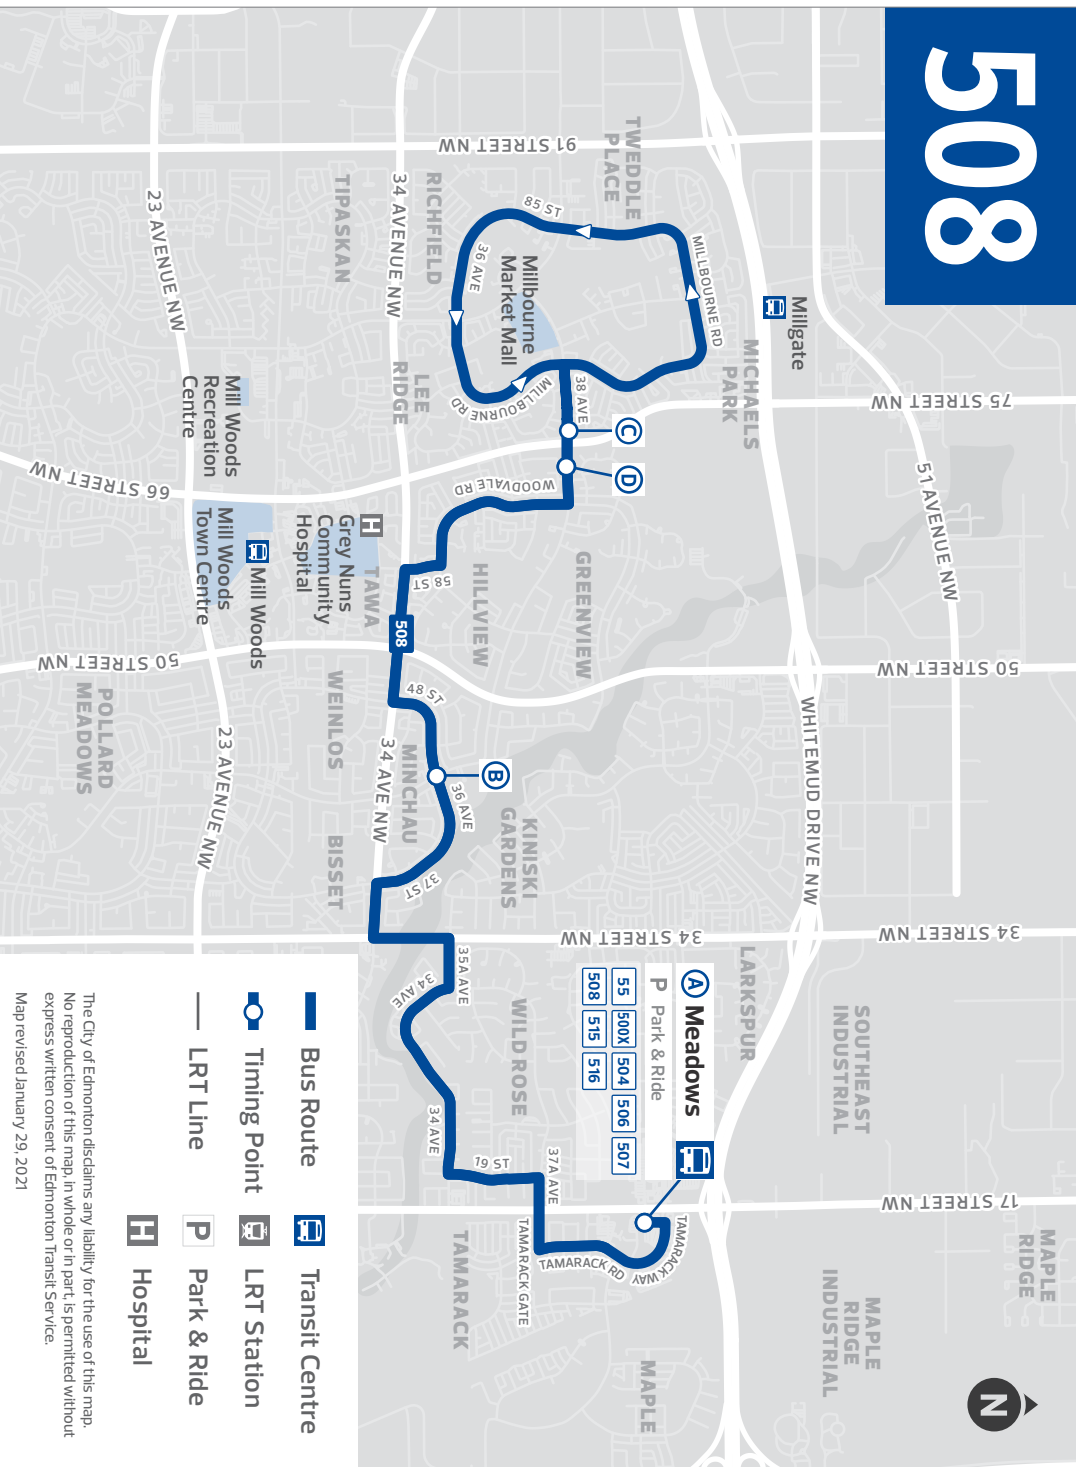 508
91 STREET NW
TWEDDLE
PLACE
85 ST
MILLBOURNE RD
TIPASKAN
34 AVENUE NW
RICHFIELD
23 AVENUE NW
36 AVE
Millbourne
Market Mall
Millgate
MICHAELS
PARK
75 STREET NW
LEE
RIDGE
MILLBOURNE RD
38 AVE
C
D
Mill Woods
Recreation
Centre
66 STREET NW
WOODVALE RD
51 AVENUE NW
Mill Woods
Town Centre
Mill Woods
H
Grey Nuns
Community
Hospital
TAWA
58 ST
HILLVIEW
GREENVIEW
508
50 STREET NW
50 STREET NW
48 ST
WEINLOS
POLLARD
MEADOWS
23 AVENUE NW
34 AVE NW
MINCHAU
B
36 AVE
WHITEMUD DRIVE NW
KINISKI
GARDENS
BISSET
37 ST
34 STREET NW
34 STREET NW
35A AVE
34 AVE
LARKSPUR
WILD ROSE
SOUTHEAST
INDUSTRIAL
A Meadows
P Park & Ride
55 500X 504 506 507
508 515 516
34 AVE
19 ST
37A AVE
17 STREET NW
TAMARACK WAY
TAMARACK RD
TAMARACK GATE
TAMARACK
MAPLE
RIDGE
MAPLE
RIDGE
INDUSTRIAL
MAPLE
N
Bus Route
Timing Point
LRT Line
Transit Centre
LRT Station
P Park & Ride
H Hospital
The City of Edmonton disclaims any liability for the use of this map.
No reproduction of this map, in whole or in part, is permitted without
express written consent of Edmonton Transit Service.
Map revised January 29, 2021